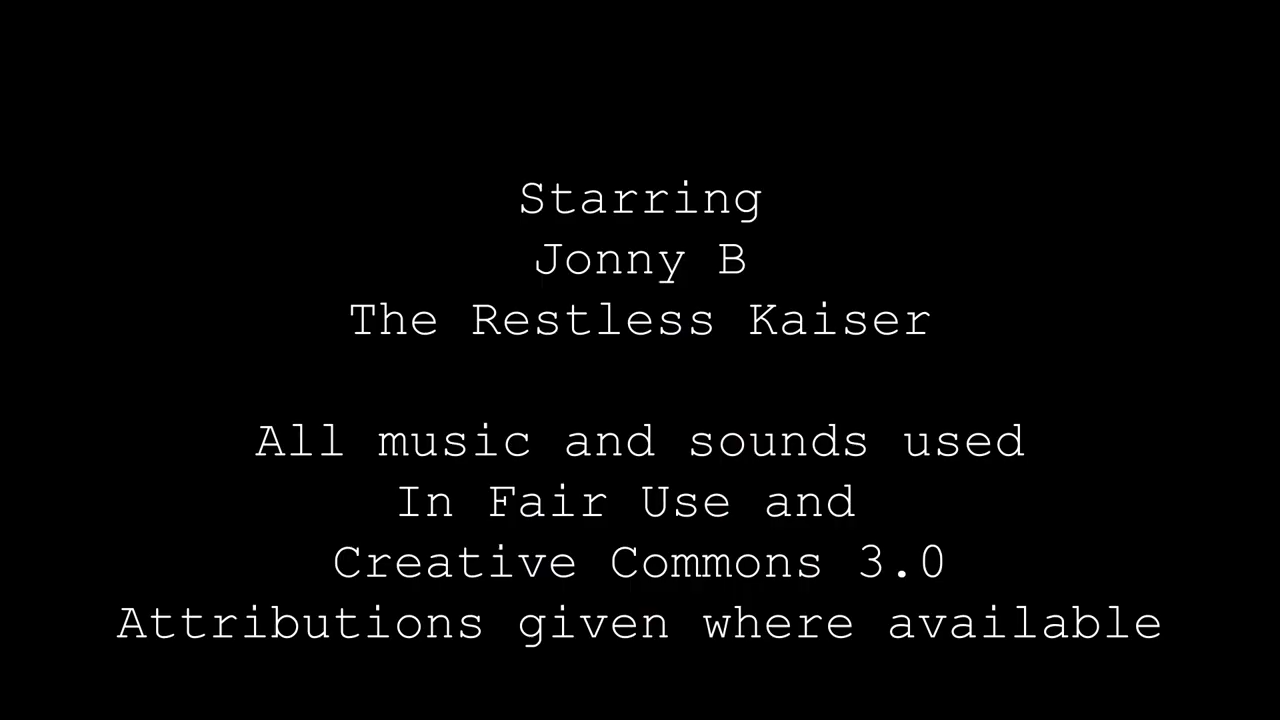 Starring
Jonny B
The Restless Kaiser
All music and sounds used
In Fair Use and
Creative Commons 3.0
Attributions given where available